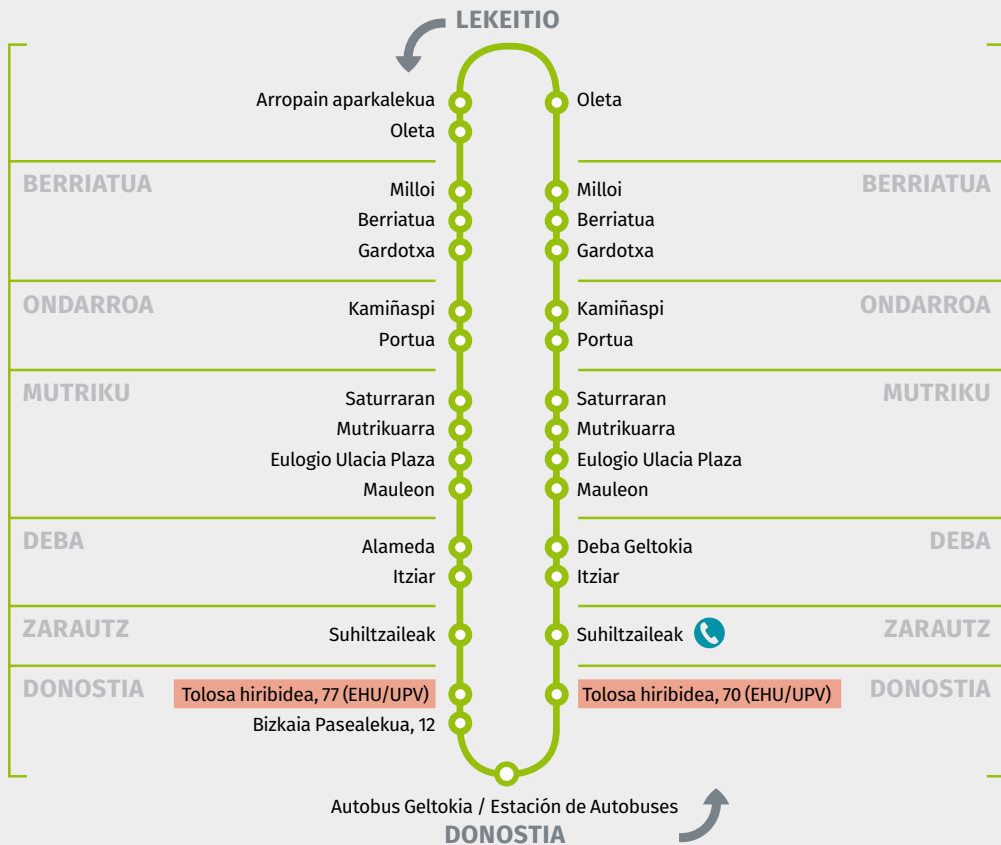 LEKEITIO
Arropain aparkalekua
Oleta
Oleta
BERRIATUA
Milloi
Milloi
BERRIATUA
Berriatua
Berriatua
Gardotxa
Gardotxa
ONDARROA
Kamiñaspi
Kamiñaspi
ONDARROA
Portua
Portua
MUTRIKU
Saturraran
Saturraran
MUTRIKU
Mutrikuarra
Mutrikuarra
Eulogio Ulacia Plaza
Eulogio Ulacia Plaza
Mauleon
Mauleon
DEBA
Alameda
Deba Geltokia
DEBA
Itziar
Itziar
ZARAUTZ
Suhiltzaileak
Suhiltzaileak
ZARAUTZ
DONOSTIA
Tolosa hiribidea, 77 (EHU/UPV)
Tolosa hiribidea, 70 (EHU/UPV)
DONOSTIA
Bizkaia Pasealekua, 12
Autobus Geltokia / Estación de Autobuses
DONOSTIA